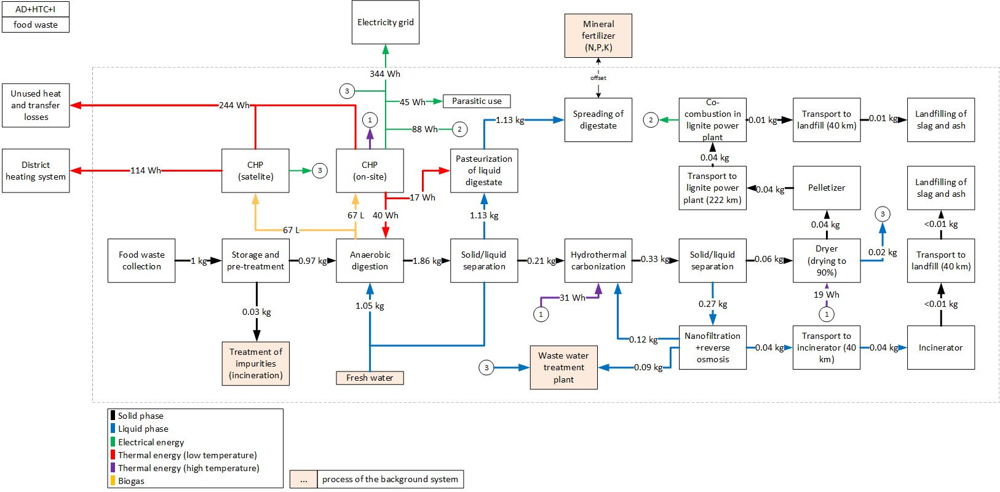 AD+HTC+I
food waste
Electricity grid
Mineral
fertilizer
(N,P,K)
344 Wh
offset
3
45 Wh
Parasitic use
Unused heat
and transfer
losses
244 Wh
1
88 Wh
2
1.13 kg
Spreading of
digestate
2
Co-
combustion in
lignite power
plant
0.01 kg
Transport to
landfill (40 km)
0.01 kg
Landfilling of
slag and ash
District
heating system
114 Wh
CHP
(satelite)
3
CHP
(on-site)
Pasteurization
of liquid
digestate
17 Wh
0.04 kg
Transport to
lignite power
plant (222 km)
0.04 kg
Pelletizer
Landfilling of
slag and ash
67 L
40 Wh
1.13 kg
3
67 L
0.04 kg
<0.01 kg
Food waste
collection
1 kg
Storage and
pre-treatment
0.97 kg
Anaerobic
digestion
1.86 kg
Solid/liquid
separation
0.21 kg
Hydrothermal
carbonization
0.33 kg
Solid/liquid
separation
0.06 kg
Dryer
(drying to
90%)
0.02 kg
Transport to
landfill (40 km)
0.03 kg
1.05 kg
31 Wh
1
0.27 kg
19 Wh
1
<0.01 kg
Treatment of
impurities
(incineration)
Fresh water
3
Waste water
treatment
plant
0.12 kg
0.09 kg
Nanofiltration
+reverse
osmosis
0.04 kg
Transport to
incinerator (40
km)
0.04 kg
Incinerator
Solid phase
Liquid phase
Electrical energy
Thermal energy (low temperature)
Thermal energy (high temperature)
Biogas
...
process of the background system